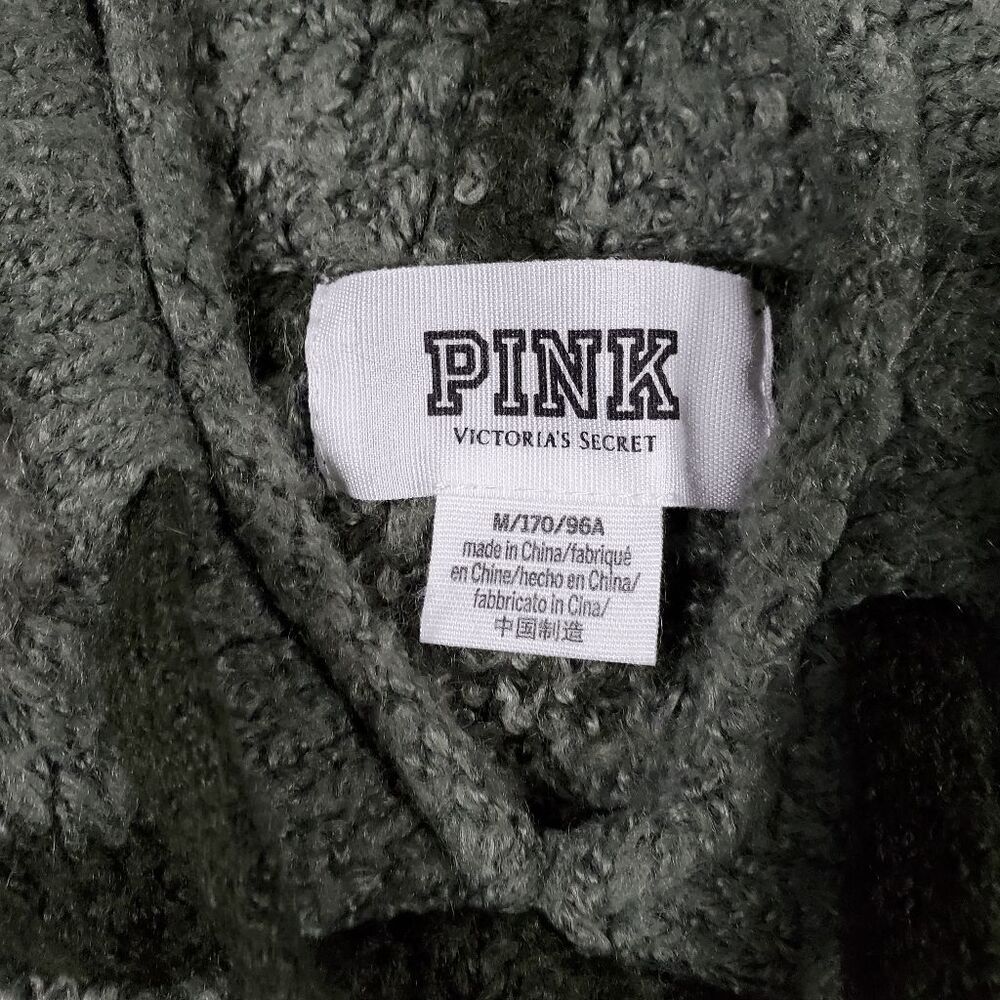 PINK
VICTORIA'S SECRET
M/170/96A
made in China/fabriqué
en Chine/hecho en China/
fabbricato in Cina/
中国制造